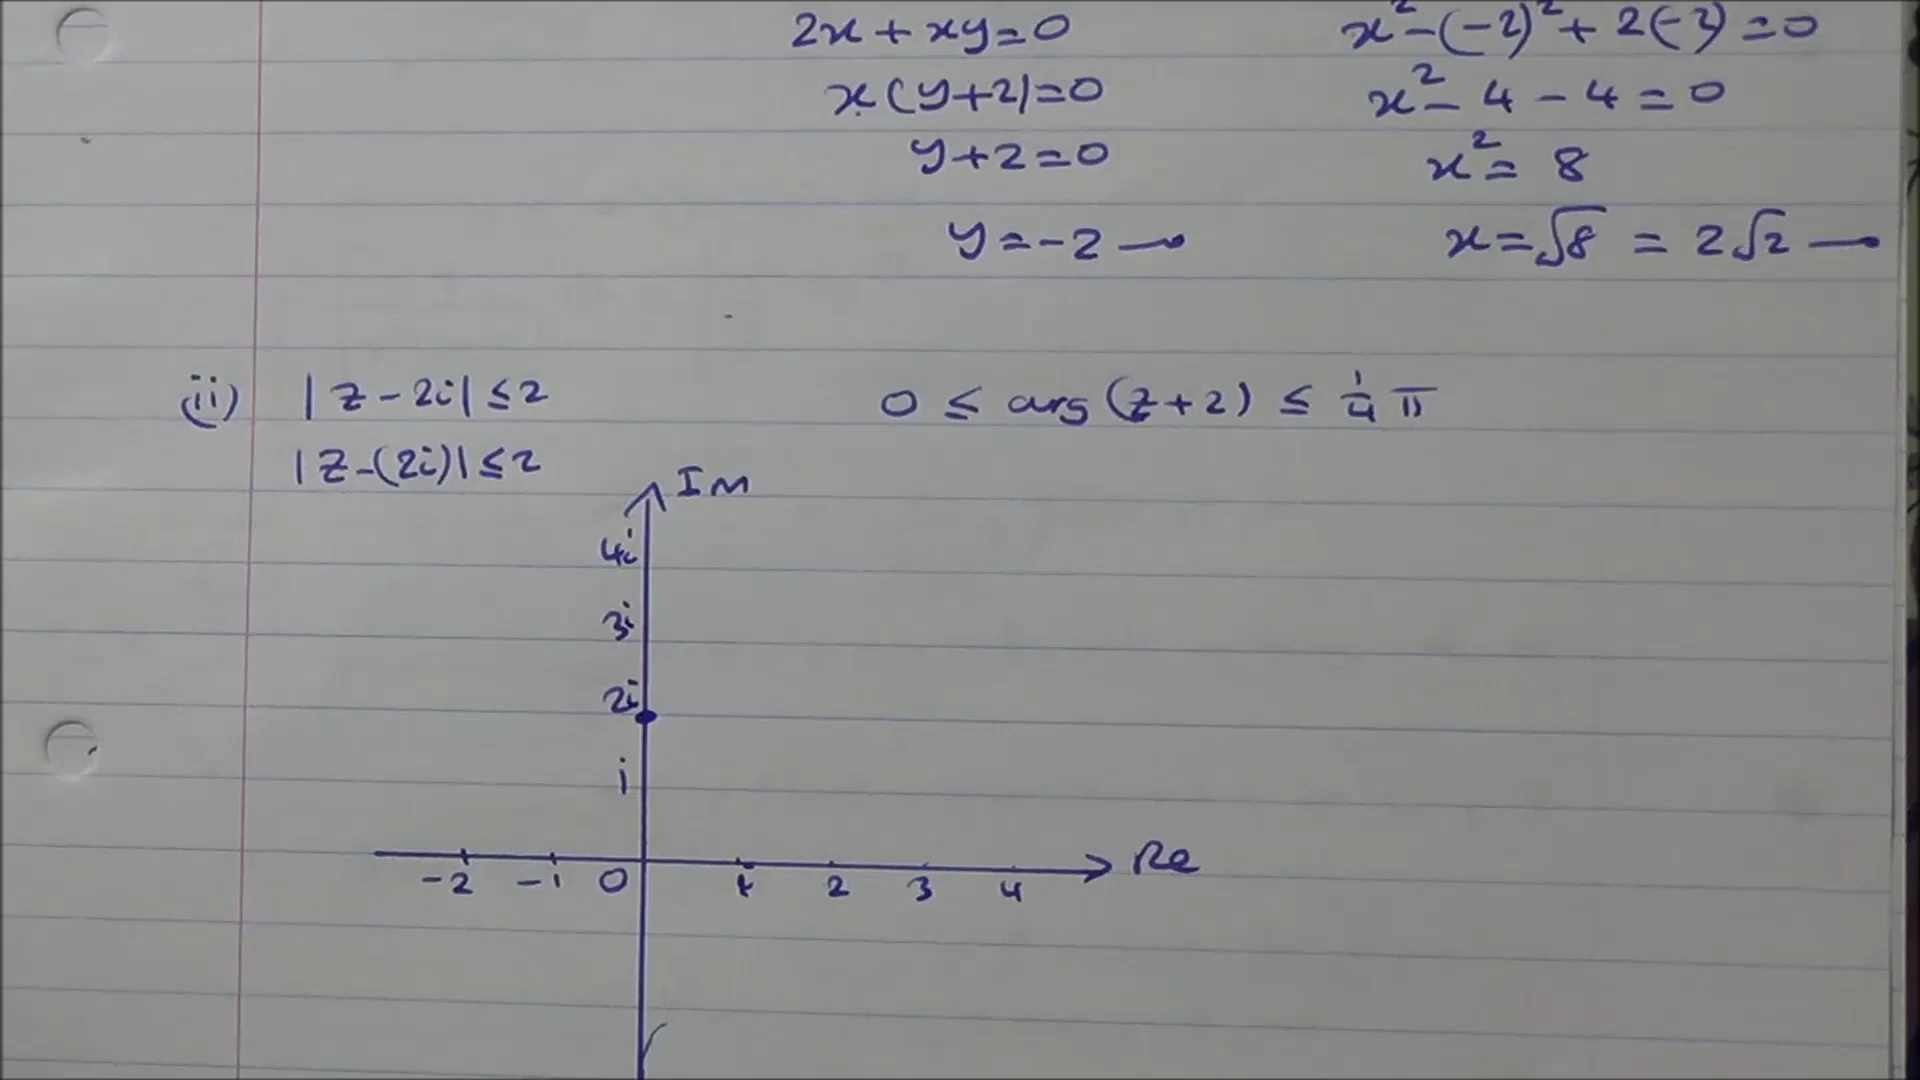 2x + xy = 0
x(y+2) = 0
y+2 = 0
y = -2
x² - (-2)² + 2(-2) = 0
x² - 4 - 4 = 0
x² = 8
x = √8 = 2√2
(ii) |z - 2i| ≤ 2
0 ≤ arg(z+2) ≤ ¼ π
|z - (2i)| ≤ 2
Im
4i
3i
2i
i
-2 -1 0 1 2 3 4 Re